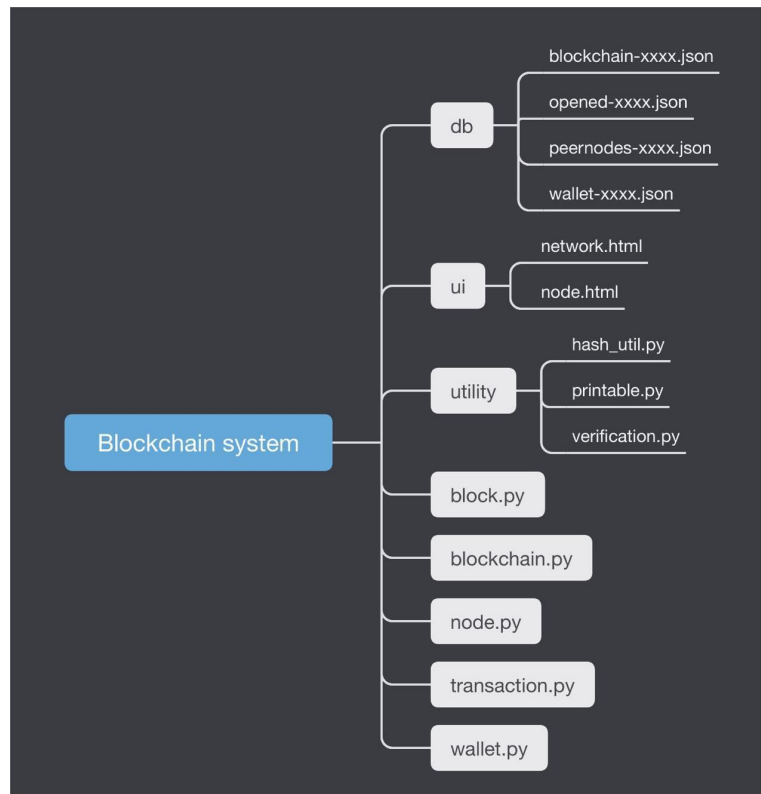 blockchain-xxxx.json
opened-xxxx.json
db
peernodes-xxxx.json
wallet-xxxx.json
network.html
ui
node.html
hash_util.py
utility
printable.py
verification.py
Blockchain system
block.py
blockchain.py
node.py
transaction.py
wallet.py